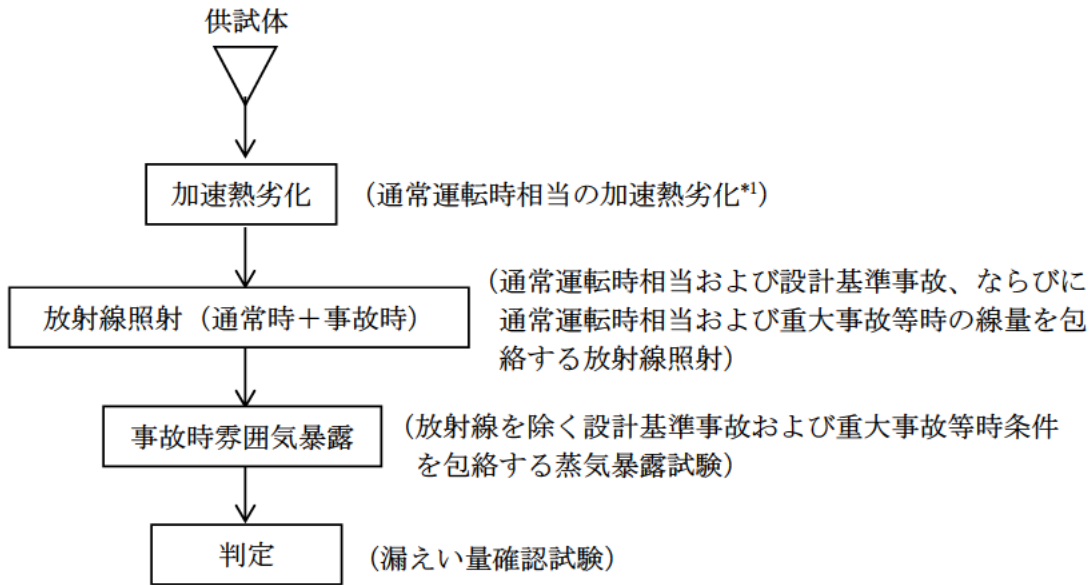 供試体
加速熱劣化
（通常運転時相当の加速熱劣化*1）
放射線照射（通常時＋事故時）
（通常運転時相当および設計基準事故、ならびに
通常運転時相当および重大事故等時の線量を包
絡する放射線照射）
事故時雰囲気暴露
（放射線を除く設計基準事故および重大事故等時条件
を包絡する蒸気暴露試験）
判定
（漏えい量確認試験）